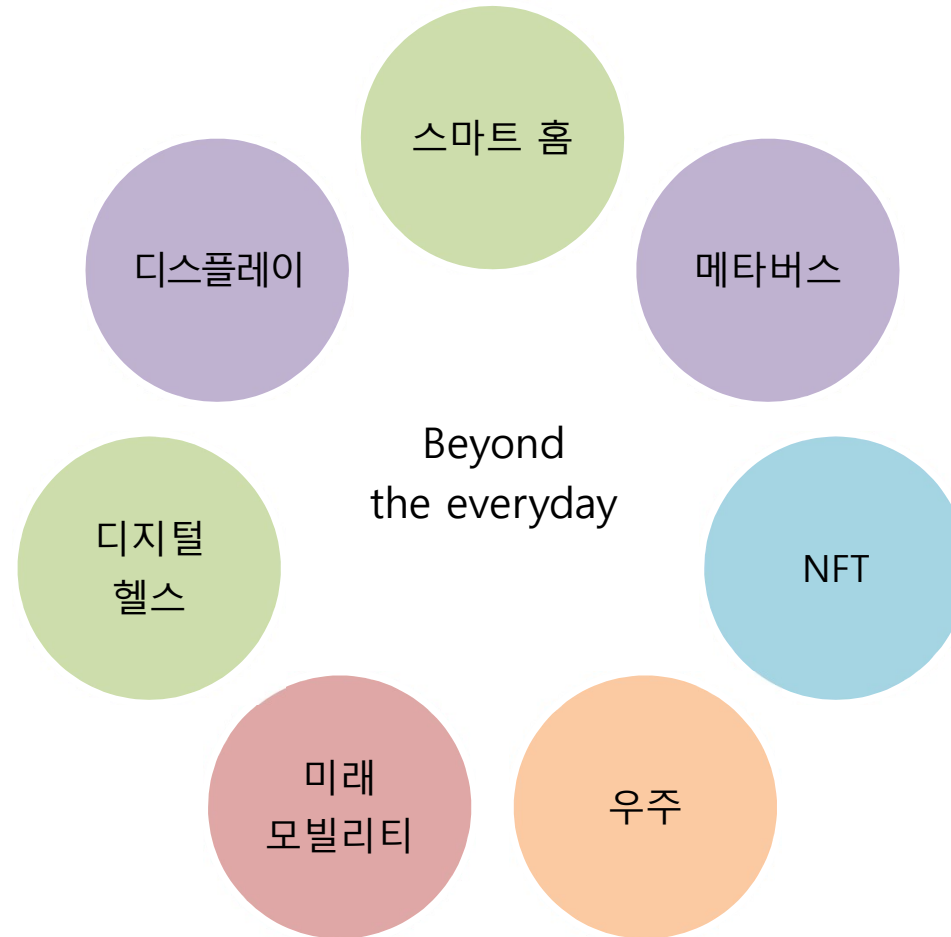 스마트 홈
디스플레이
메타버스
Beyond
the everyday
디지털
헬스
NFT
미래
모빌리티
우주